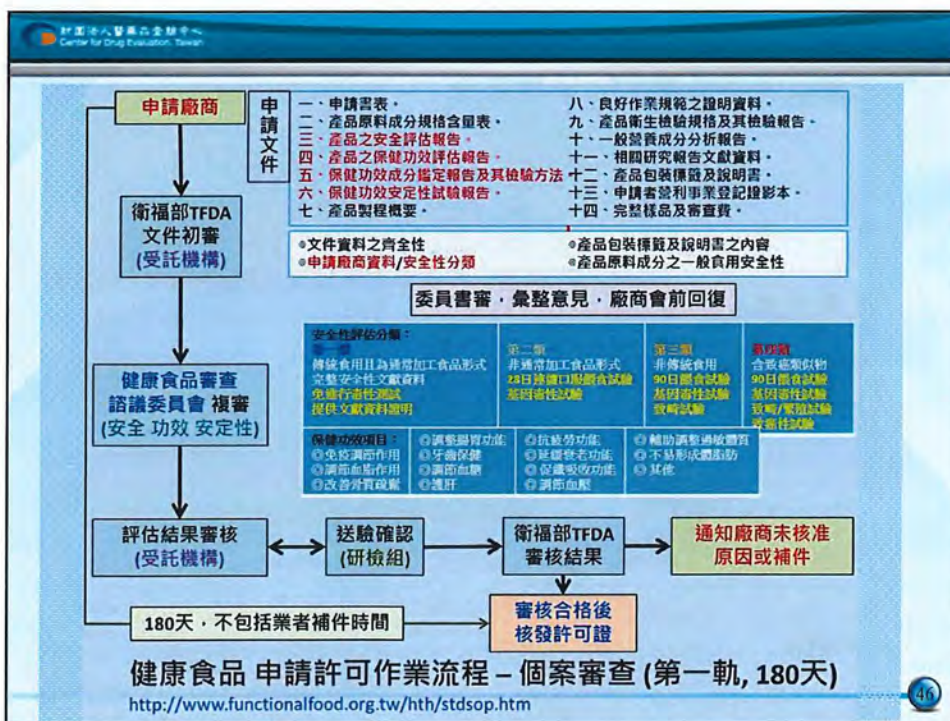 財團法人醫藥品查驗中心
Center for Drug Evaluation, Taiwan
申請廠商
申請文件
一、申請書表。
二、產品原料成分規格含量表。
三、產品之安全評估報告。
四、產品之保健功效評估報告。
五、保健功效成分鑑定報告及其檢驗方法
六、保健功效安定性試驗報告。
七、產品製程概要。
八、良好作業規範之證明資料。
九、產品衛生檢驗規格及其檢驗報告。
十、一般營養成分分析報告。
十一、相關研究報告文獻資料。
十二、產品包裝標籤及說明書。
十三、申請者營利事業登記證影本。
十四、完整樣品及審查費。
衛福部TFDA
文件初審
(受託機構)
◎文件資料之齊全性
◎申請廠商資料/安全性分類
◎產品包裝標籤及說明書之內容
◎產品原料成分之一般食用安全性
委員書審,彙整意見,廠商會前回復
健康食品審查
諮議委員會 複審
(安全 功效 安定性)
安全性評估分類:
第一類
傳統食用且為通常加工食品形式
完整安全性文獻資料
免進行毒性測試
提供文獻資料證明
第二類
非通常加工食品形式
28日連續口服餵食試驗
基因毒性試驗
第三類
非傳統食用
90日餵食試驗
基因毒性試驗
致畸試驗
第四類
含致癌類似物
90日餵食試驗
基因毒性試驗
致畸/繁殖試驗
致癌性試驗
保健功效項目:
◎免疫調節作用
◎調節血脂作用
◎改善骨質疏鬆
◎調整腸胃功能
◎牙齒保健
◎調節血糖
◎護肝
◎抗疲勞功能
◎延緩衰老功能
◎促鐵吸收功能
◎調節血壓
◎輔助調整過敏體質
◎不易形成體脂肪
◎其他
評估結果審核
(受託機構)
送驗確認
(研檢組)
衛福部TFDA
審核結果
通知廠商未核准
原因或補件
180天,不包括業者補件時間
審核合格後
核發許可證
健康食品 申請許可作業流程 – 個案審查 (第一軌, 180天)
http://www.functionalfood.org.tw/hth/stdsop.htm
46